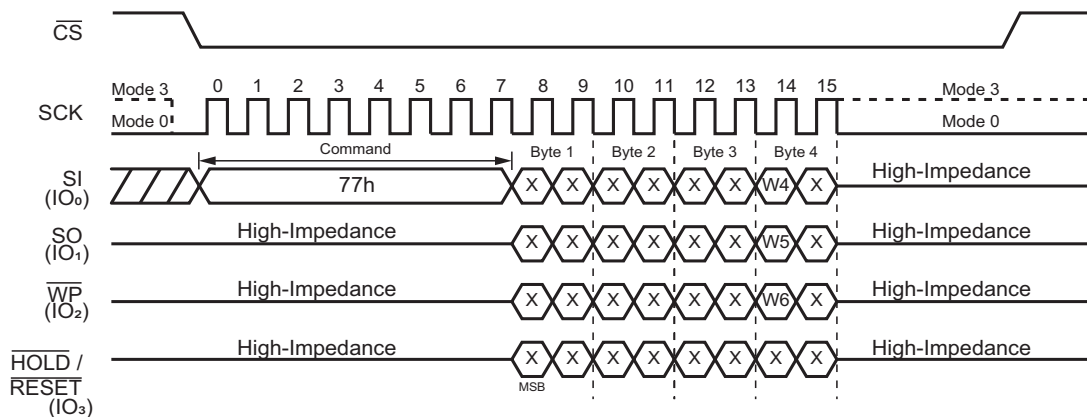 CS
Mode 3 0 1 2 3 4 5 6 7 8 9 10 11 12 13 14 15 Mode 3
SCK
Mode 0 Mode 0
Command Byte 1 Byte 2 Byte 3 Byte 4
SI 77h X X X X X X W4 X High-Impedance
(IO₀)
SO High-Impedance X X X X X X W5 X High-Impedance
(IO₁)
WP High-Impedance X X X X X X W6 X High-Impedance
(IO₂)
HOLD / High-Impedance X X X X X X X X High-Impedance
RESET MSB
(IO₃)